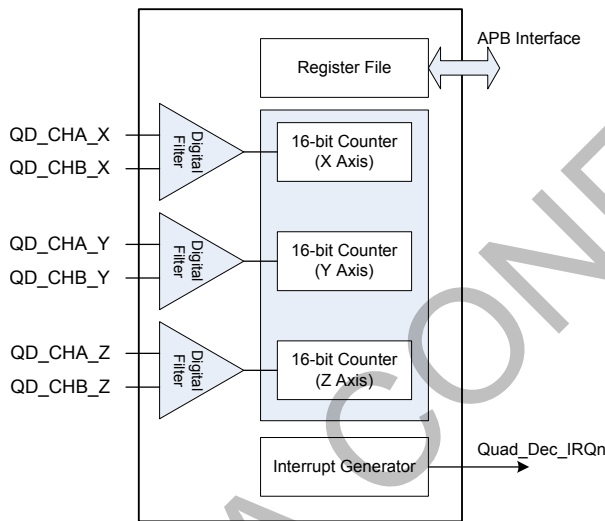 APB Interface
Register File
QD_CHA_X
QD_CHB_X
Digital
Filter
16-bit Counter
(X Axis)
QD_CHA_Y
QD_CHB_Y
Digital
Filter
16-bit Counter
(Y Axis)
QD_CHA_Z
QD_CHB_Z
Digital
Filter
16-bit Counter
(Z Axis)
Interrupt Generator
Quad_Dec_IRQn